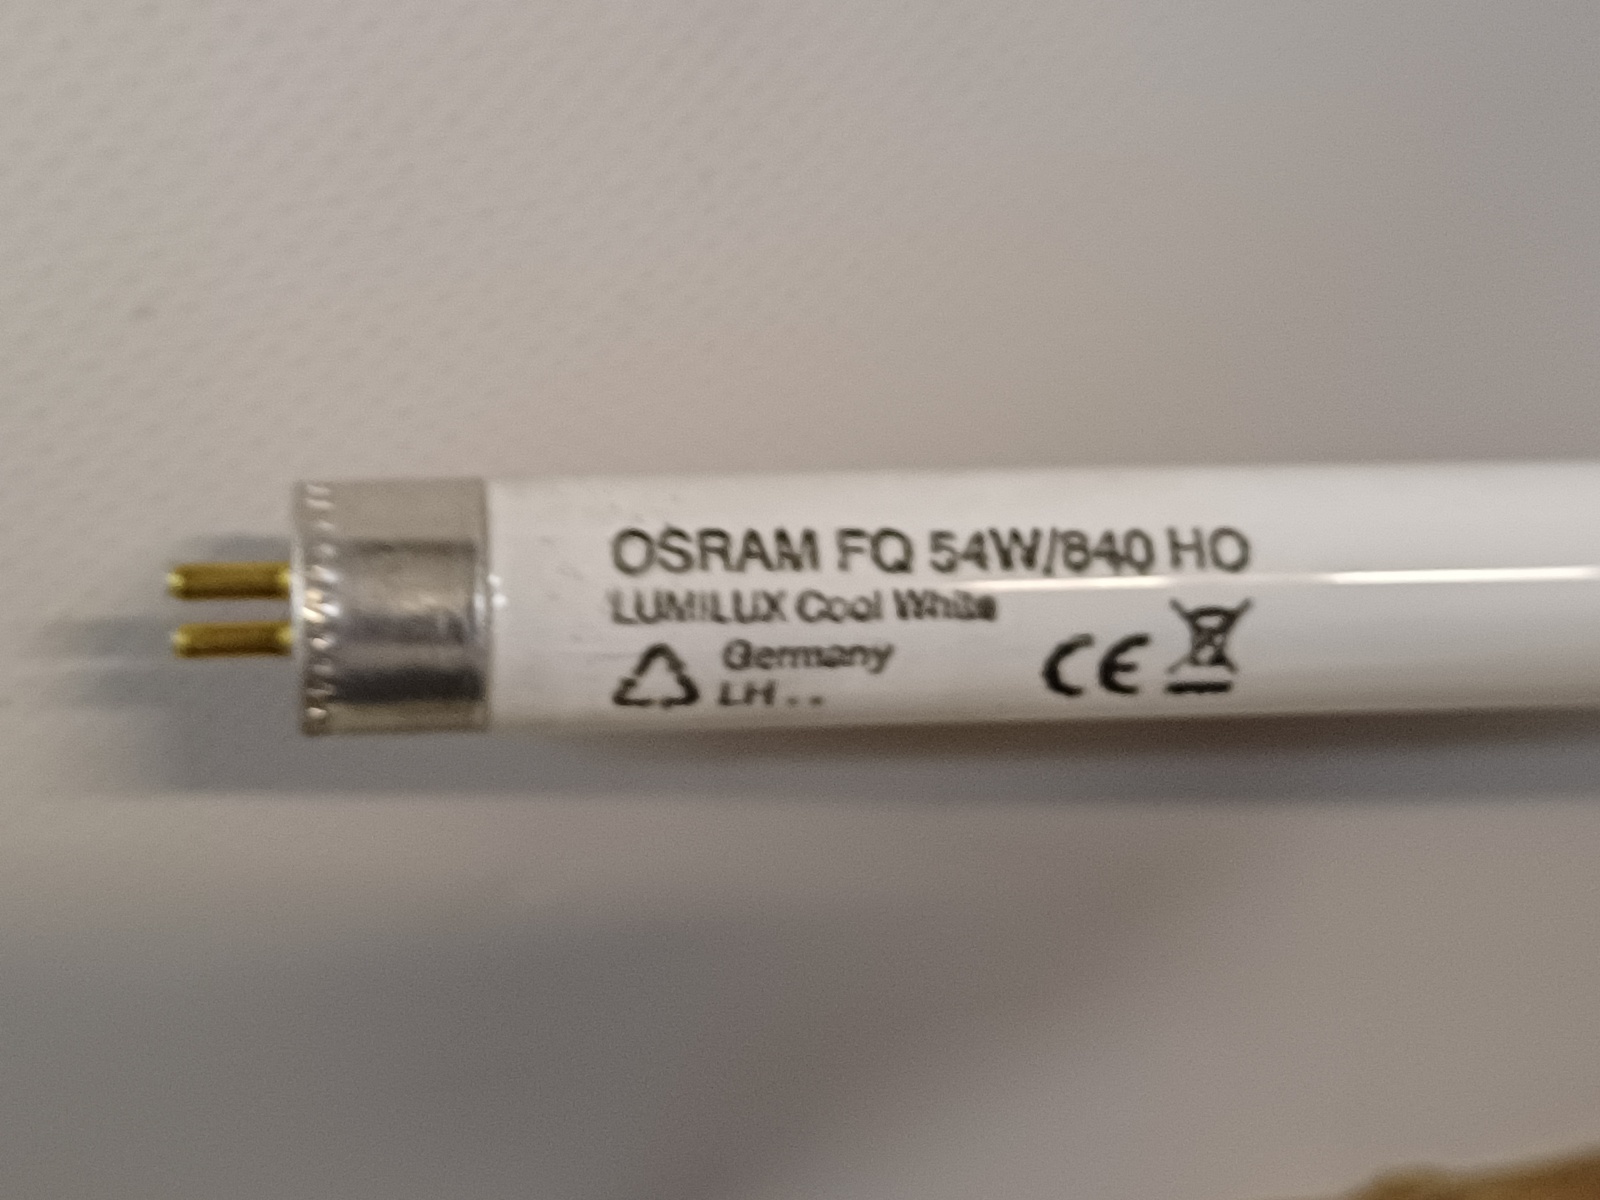 OSRAM FQ 54W/840 HO
LUMILUX Cool White
Germany
LH . .
CE